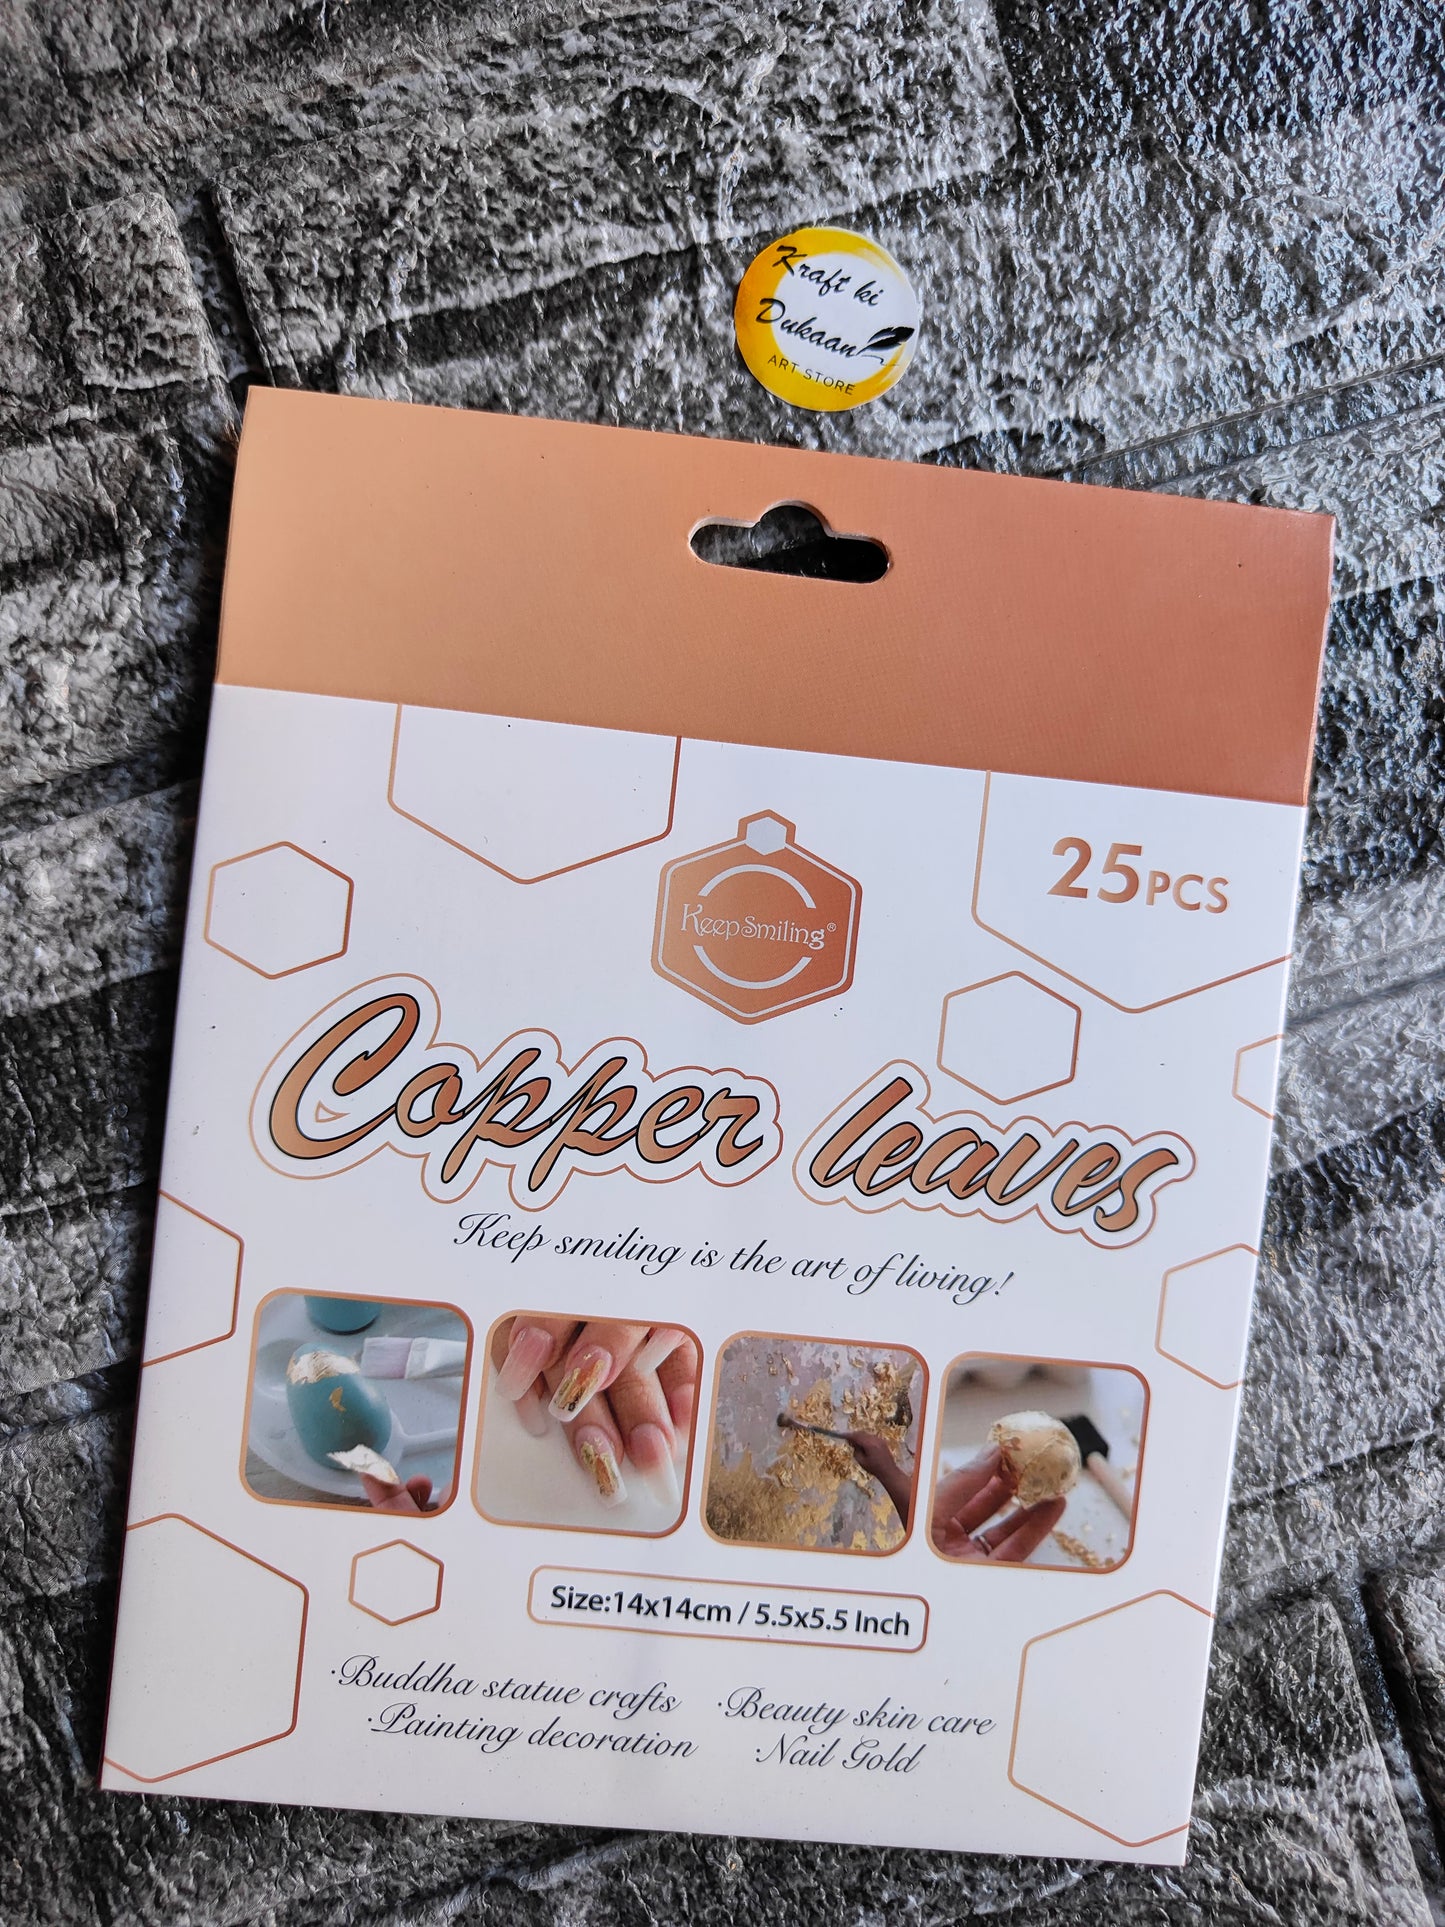 Kraft ki
Dukaan
ART STORE
25PCS
KeepSmiling®
Copper leaves
Keep smiling is the art of living!
Size:14x14cm / 5.5x5.5 Inch
·Buddha statue crafts ·Beauty skin care
·Painting decoration ·Nail Gold